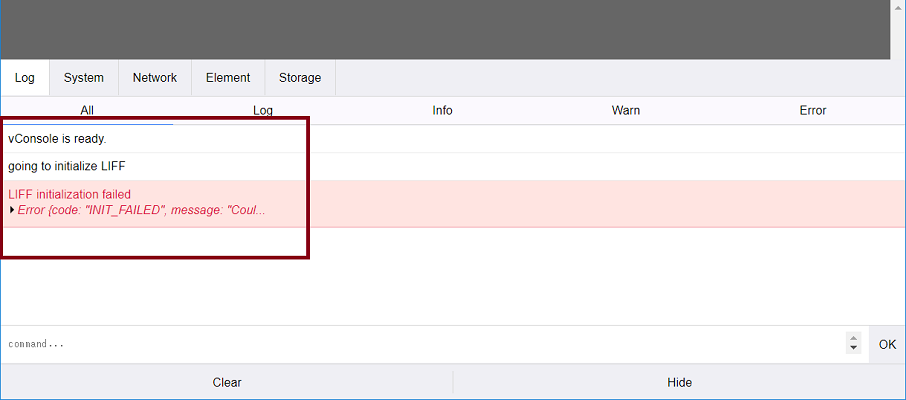 Log System Network Element Storage
All Log Info Warn Error
vConsole is ready.
going to initialize LIFF
LIFF initialization failed
Error {code: "INIT_FAILED", message: "Coul...
command... OK
Clear Hide